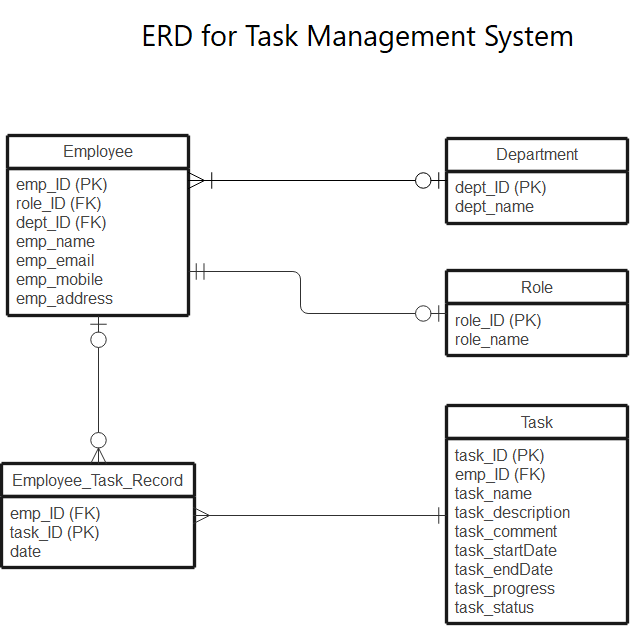 ERD for Task Management System
Employee
emp_ID (PK)
role_ID (FK)
dept_ID (FK)
emp_name
emp_email
emp_mobile
emp_address
Department
dept_ID (PK)
dept_name
Role
role_ID (PK)
role_name
Employee_Task_Record
emp_ID (FK)
task_ID (PK)
date
Task
task_ID (PK)
emp_ID (FK)
task_name
task_description
task_comment
task_startDate
task_endDate
task_progress
task_status